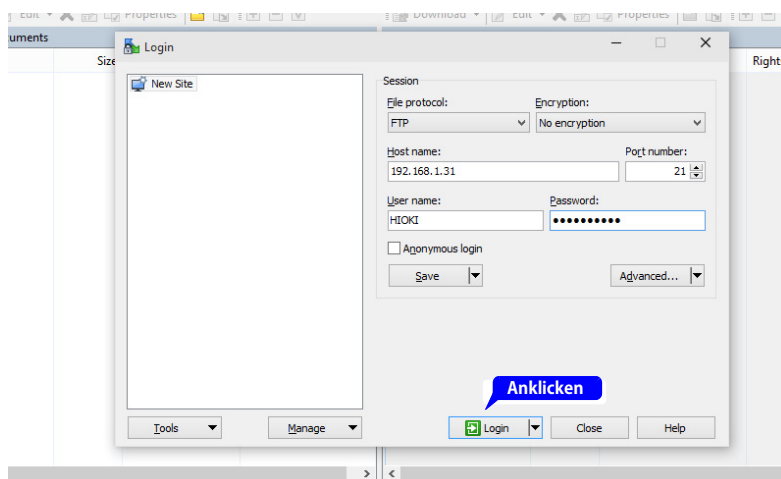 Edit Properties Download Edit Properties
uments
Size
Rights
Login
New Site
Session
File protocol:
Encryption:
FTP
No encryption
Host name:
Port number:
192.168.1.31
21
User name:
Password:
HIOKI
••••••••••
Anonymous login
Save
Advanced...
Anklicken
Tools
Manage
Login
Close
Help